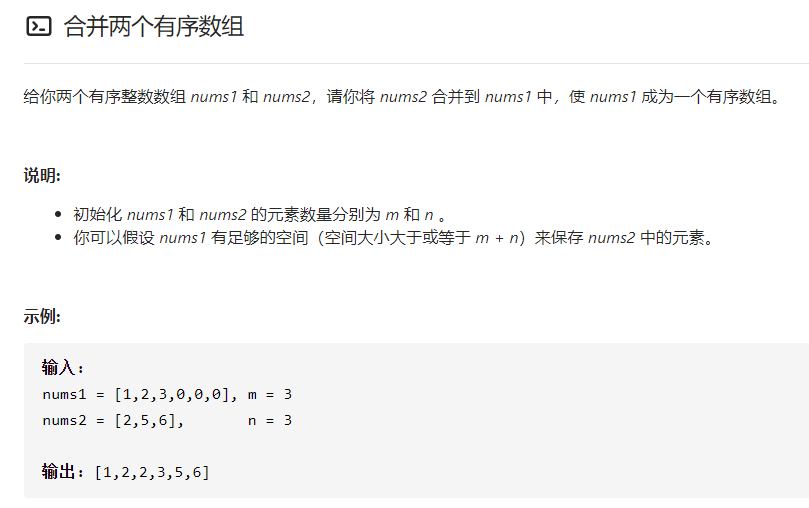 合并两个有序数组
给你两个有序整数数组 nums1 和 nums2，请你将 nums2 合并到 nums1 中，使 nums1 成为一个有序数组。
说明:
• 初始化 nums1 和 nums2 的元素数量分别为 m 和 n 。
• 你可以假设 nums1 有足够的空间（空间大小大于或等于 m + n）来保存 nums2 中的元素。
示例:
输入：
nums1 = [1,2,3,0,0,0], m = 3
nums2 = [2,5,6],       n = 3
输出：[1,2,2,3,5,6]